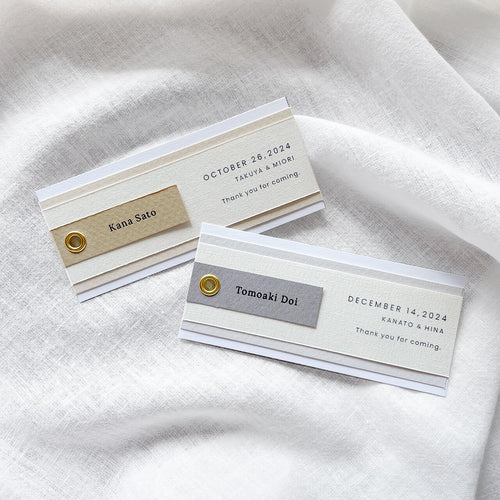 OCTOBER 26, 2024
TAKUYA & MIORI
Thank you for coming.
Kana Sato
DECEMBER 14, 2024
KANATO & HINA
Thank you for coming.
Tomoaki Doi